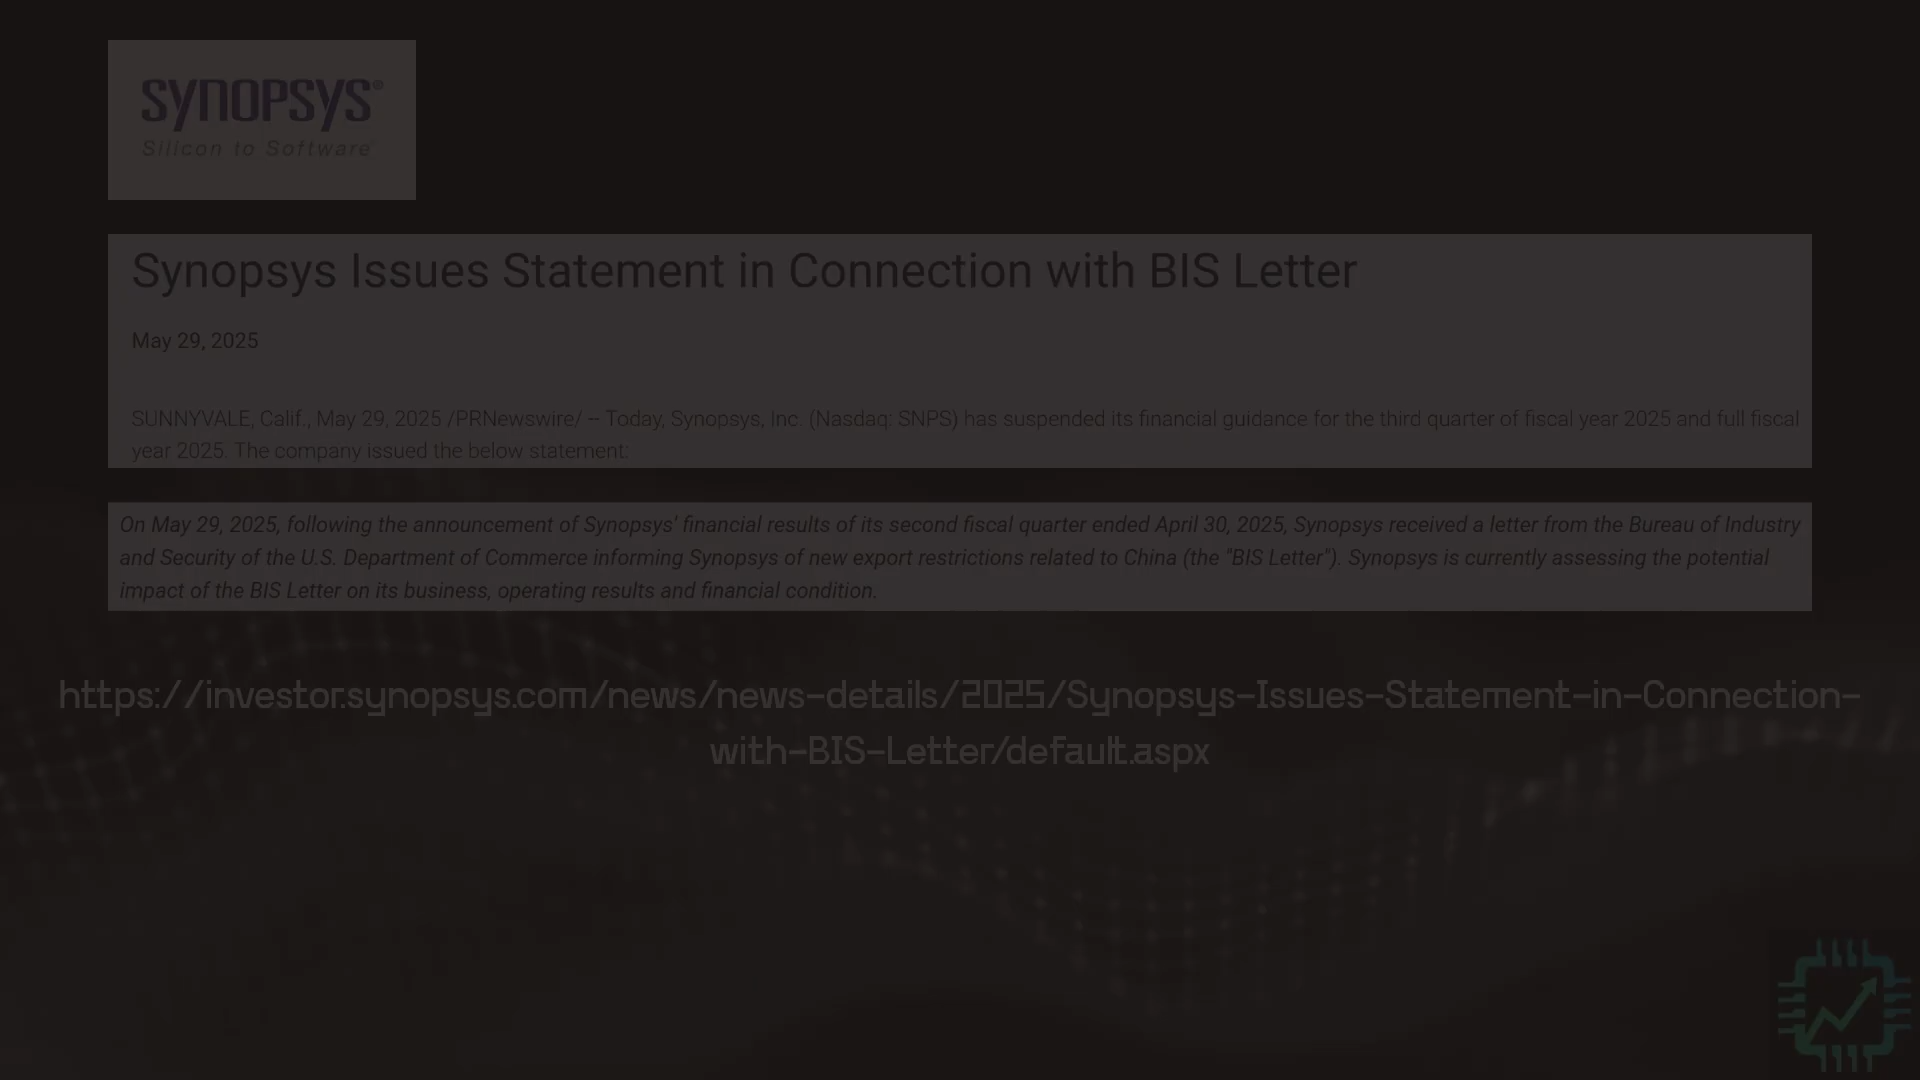 SYNOPSYS®
Silicon to Software
Synopsys Issues Statement in Connection with BIS Letter
May 29, 2025
SUNNYVALE, Calif., May 29, 2025 /PRNewswire/ -- Today, Synopsys, Inc. (Nasdaq: SNPS) has suspended its financial guidance for the third quarter of fiscal year 2025 and full fiscal
year 2025. The company issued the below statement:
On May 29, 2025, following the announcement of Synopsys' financial results of its second fiscal quarter ended April 30, 2025, Synopsys received a letter from the Bureau of Industry
and Security of the U.S. Department of Commerce informing Synopsys of new export restrictions related to China (the "BIS Letter"). Synopsys is currently assessing the potential
impact of the BIS Letter on its business, operating results and financial condition.
https://investor.synopsys.com/news/news-details/2025/Synopsys-Issues-Statement-in-Connection-
with-BIS-Letter/default.aspx